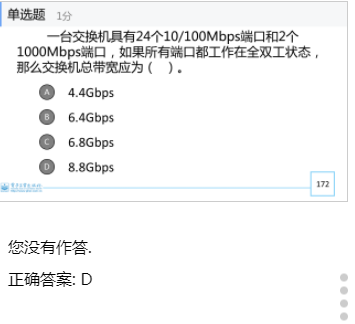 单选题 1分
一台交换机具有24个10/100Mbps端口和2个
1000Mbps端口，如果所有端口都工作在全双工状态，
那么交换机总带宽应为（ ）。
A 4.4Gbps
B 6.4Gbps
C 6.8Gbps
D 8.8Gbps
172
您没有作答.
正确答案: D